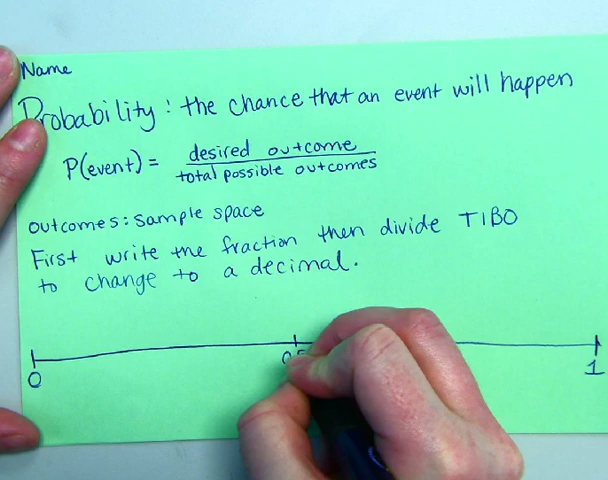 Name
Probability: the chance that an event will happen
P(event) = desired outcome
total possible outcomes
outcomes: sample space
First write the fraction then divide TIBO
to change to a decimal.
0 1